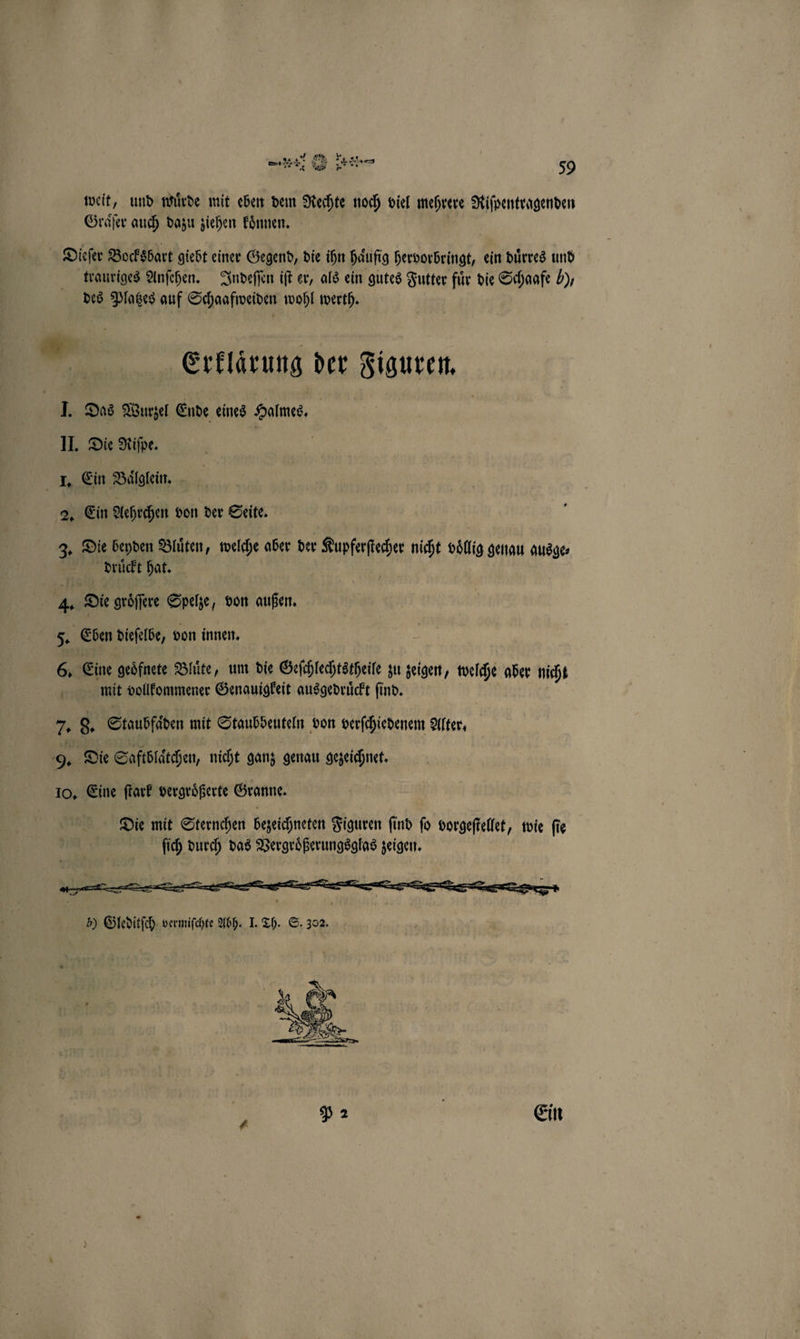 59
weit, und würde mit eben dem Rechte noch viel mehrere Rispentragenden
Gräser auch dazu ziehen können.
Dieser Bocksbart giebt einer Gegend, die ihn häufig hervorbringt, ein dürres und
trauriges Ansehen. Indessen ist er, als ein gutes Futter für die Schaafe b),
des Platzes auf Schaafweiden wohl werth.
Erklärung der Figuren.
I. Das Wurzel Ende eines Halmes.
II. Die Rispe.
1. Ein Bälglein.
2. Ein Aehrchen von der Seite.
3. Die beyden Blüten, welche aber der Kupferstecher nicht völlig genau ausge-
drückt hat.
4. Die grössere Spelze, von außen.
5. Eben dieselbe, von innen.
6. Eine geöfnete Blüte, um die Geschlechtstheile zu zeigen, welche aber nicht
mit vollkommener Genauigkeit ausgedrückt sind.
7. 8. Staubfäden mit Staubbeuteln von verschiedenem Alter.
9. Die Saftblätchen, nicht ganz genau gezeichnet.
10. Eine stark vergrößerte Granne.
Die mit Sternchen bezeichneten Figuren sind so vorgestellet, wie sie
sich durch das Vergrößerungsglas zeigen.
b) Gleditsch vermischte Abh. I. Th. S. 302.
P 2
Ein